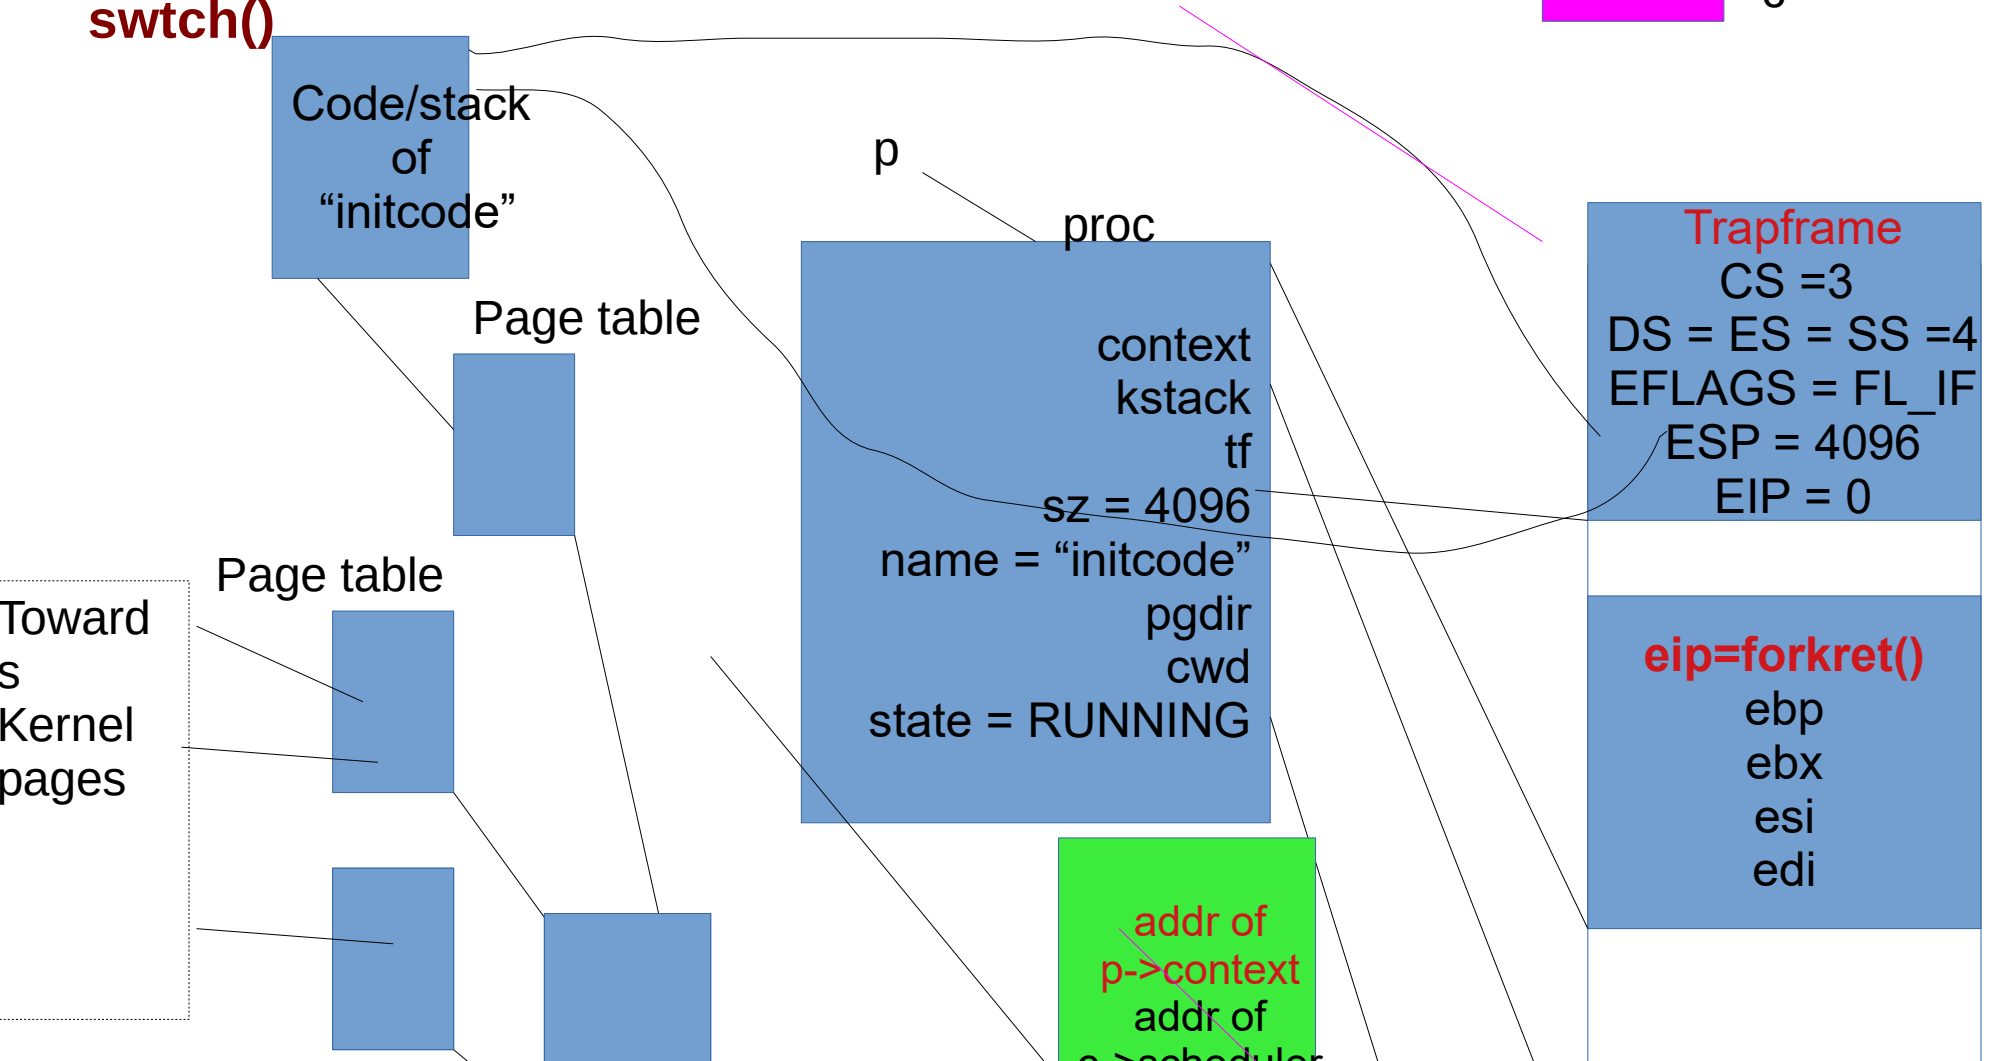 swtch()
Code/stack
of
“initcode”
p
proc
Page table
context
kstack
tf
sz = 4096
name = “initcode”
pgdir
cwd
state = RUNNING
Trapframe
CS =3
DS = ES = SS =4
EFLAGS = FL_IF
ESP = 4096
EIP = 0
Page table
Toward
s
Kernel
pages
eip=forkret()
ebp
ebx
esi
edi
addr of
p->context
addr of
c->scheduler